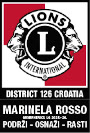 LIONS
L
INTERNATIONAL
DISTRICT 126 CROATIA
MARINELA ROSSO
PODRŽI - OSNAŽI - RASTI